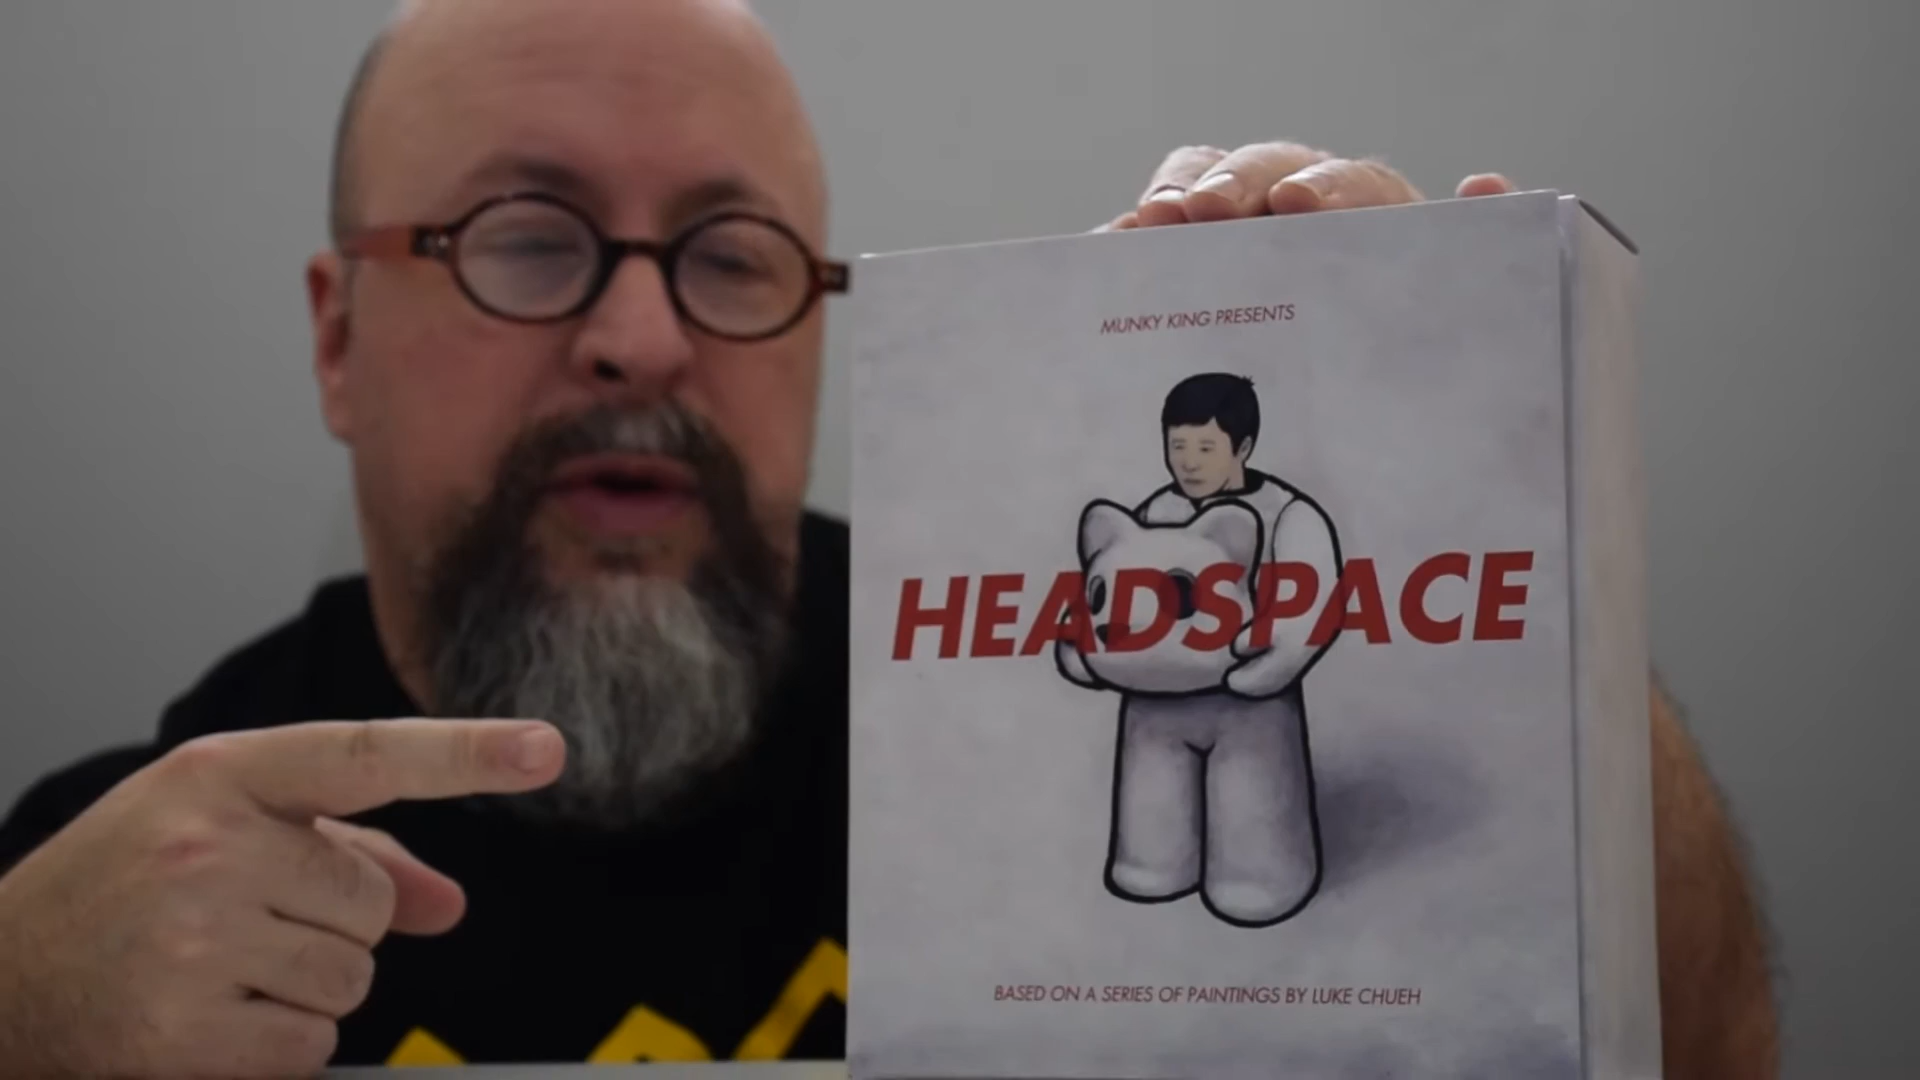 MUNKY KING PRESENTS
HEADSPACE
BASED ON A SERIES OF PAINTINGS BY LUKE CHUEH